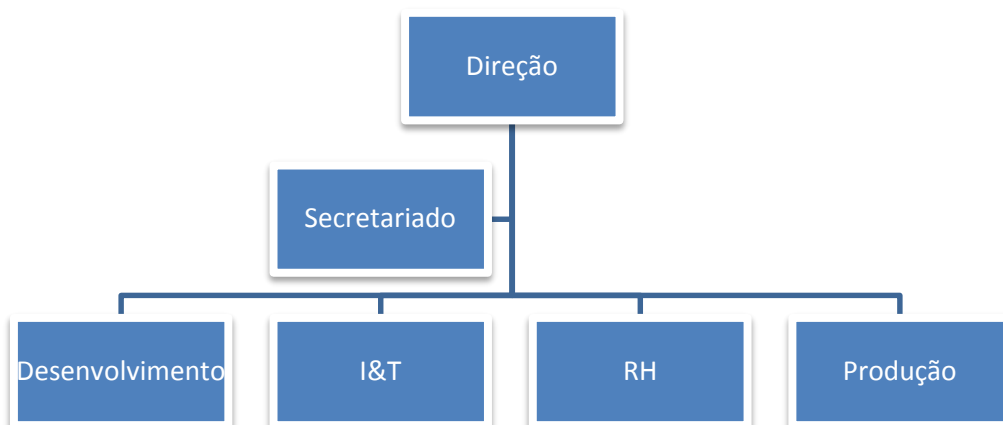 Direção
Secretariado
Desenvolvimento
I&T
RH
Produção